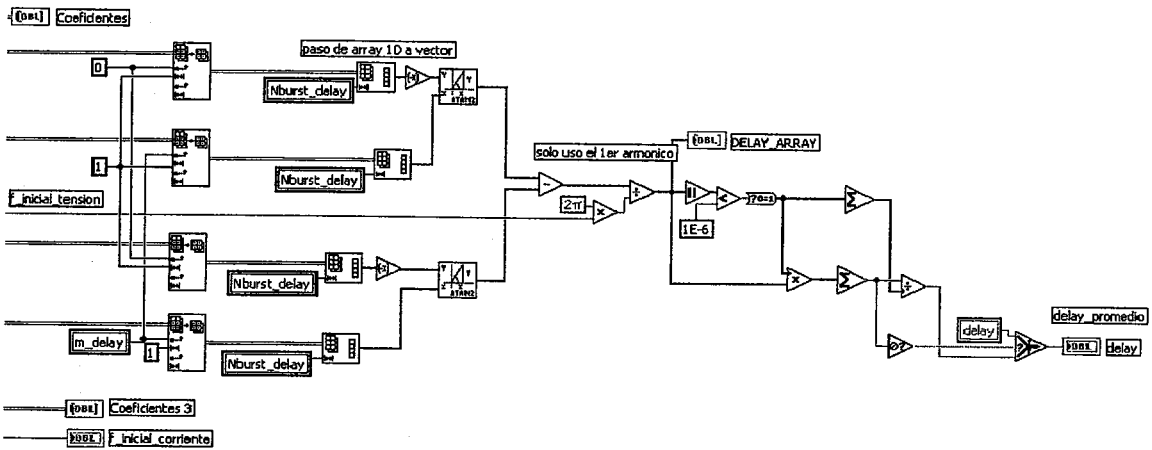 [DBL] Coeficientes
paso de array 1D a vector
0
Nburst_delay
ATAN2
[DBL] DELAY_ARRAY
solo uso el 1er armonico
Nburst_delay
1
f_inicial_tension
2π
1E-6
?0:1
Nburst_delay
ATAN2
delay_promedio
delay
m_delay
1
DBL delay
Nburst_delay
[DBL] Coeficientes 3
DBL f_inicial_corriente